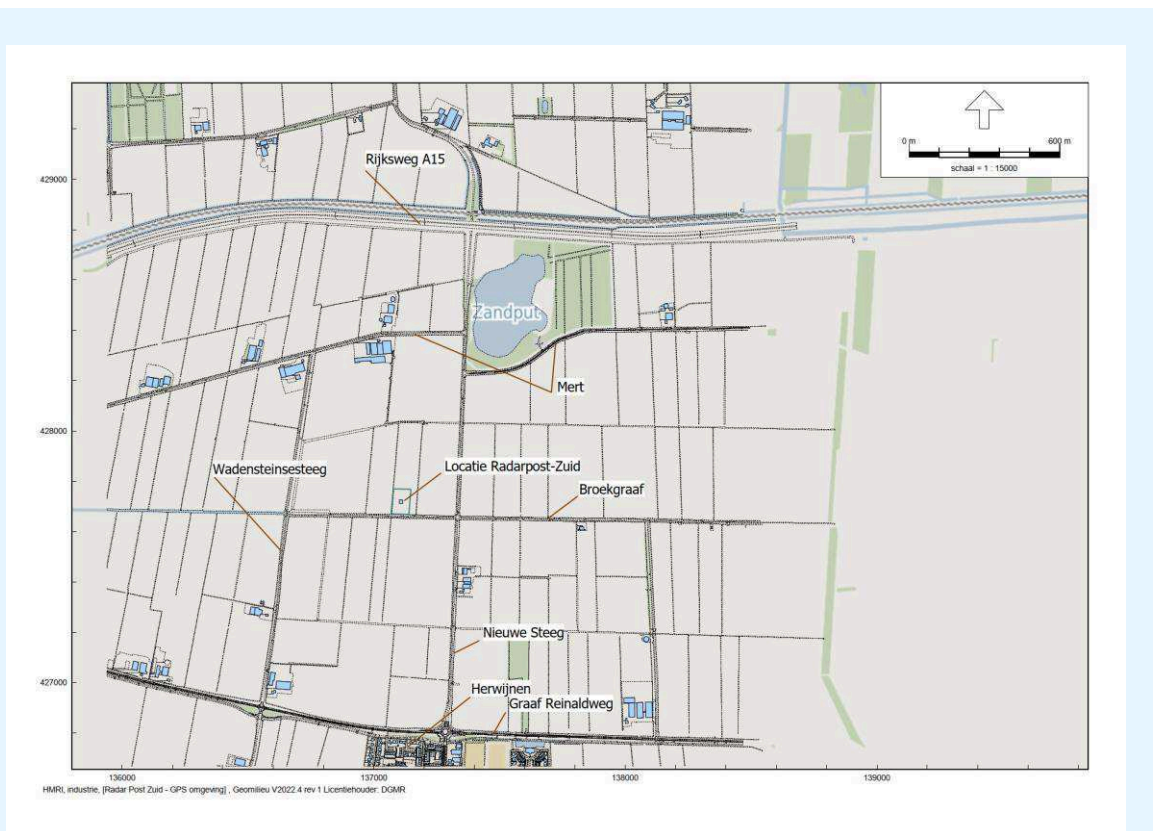 0 m 600 m
schaal = 1 : 15000
Rijksweg A15
429000
Zandput
Mert
428000
Wadensteinsesteeg
Locatie Radarpost-Zuid
Broekgraaf
Nieuwe Steeg
427000
Herwijnen
Graaf Reinaldweg
136000 137000 138000 139000
HMRI, industrie, [Radar Post Zuid - GPS omgeving] , Geomilieu V2022.4 rev 1 Licentiehouder: DGMR